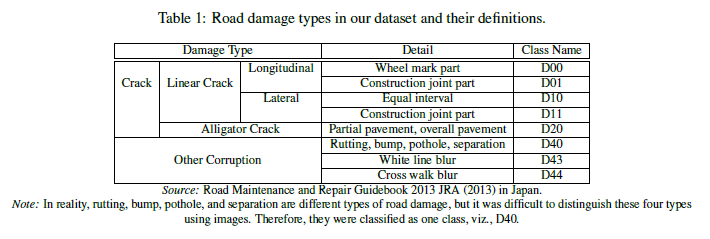 Table 1: Road damage types in our dataset and their definitions.
Damage Type Detail Class Name
Crack Linear Crack Longitudinal Wheel mark part D00
Construction joint part D01
Lateral Equal interval D10
Construction joint part D11
Alligator Crack Partial pavement, overall pavement D20
Other Corruption Rutting, bump, pothole, separation D40
White line blur D43
Cross walk blur D44
Source: Road Maintenance and Repair Guidebook 2013 JRA (2013) in Japan.
Note: In reality, rutting, bump, pothole, and separation are different types of road damage, but it was difficult to distinguish these four types
using images. Therefore, they were classified as one class, viz., D40.